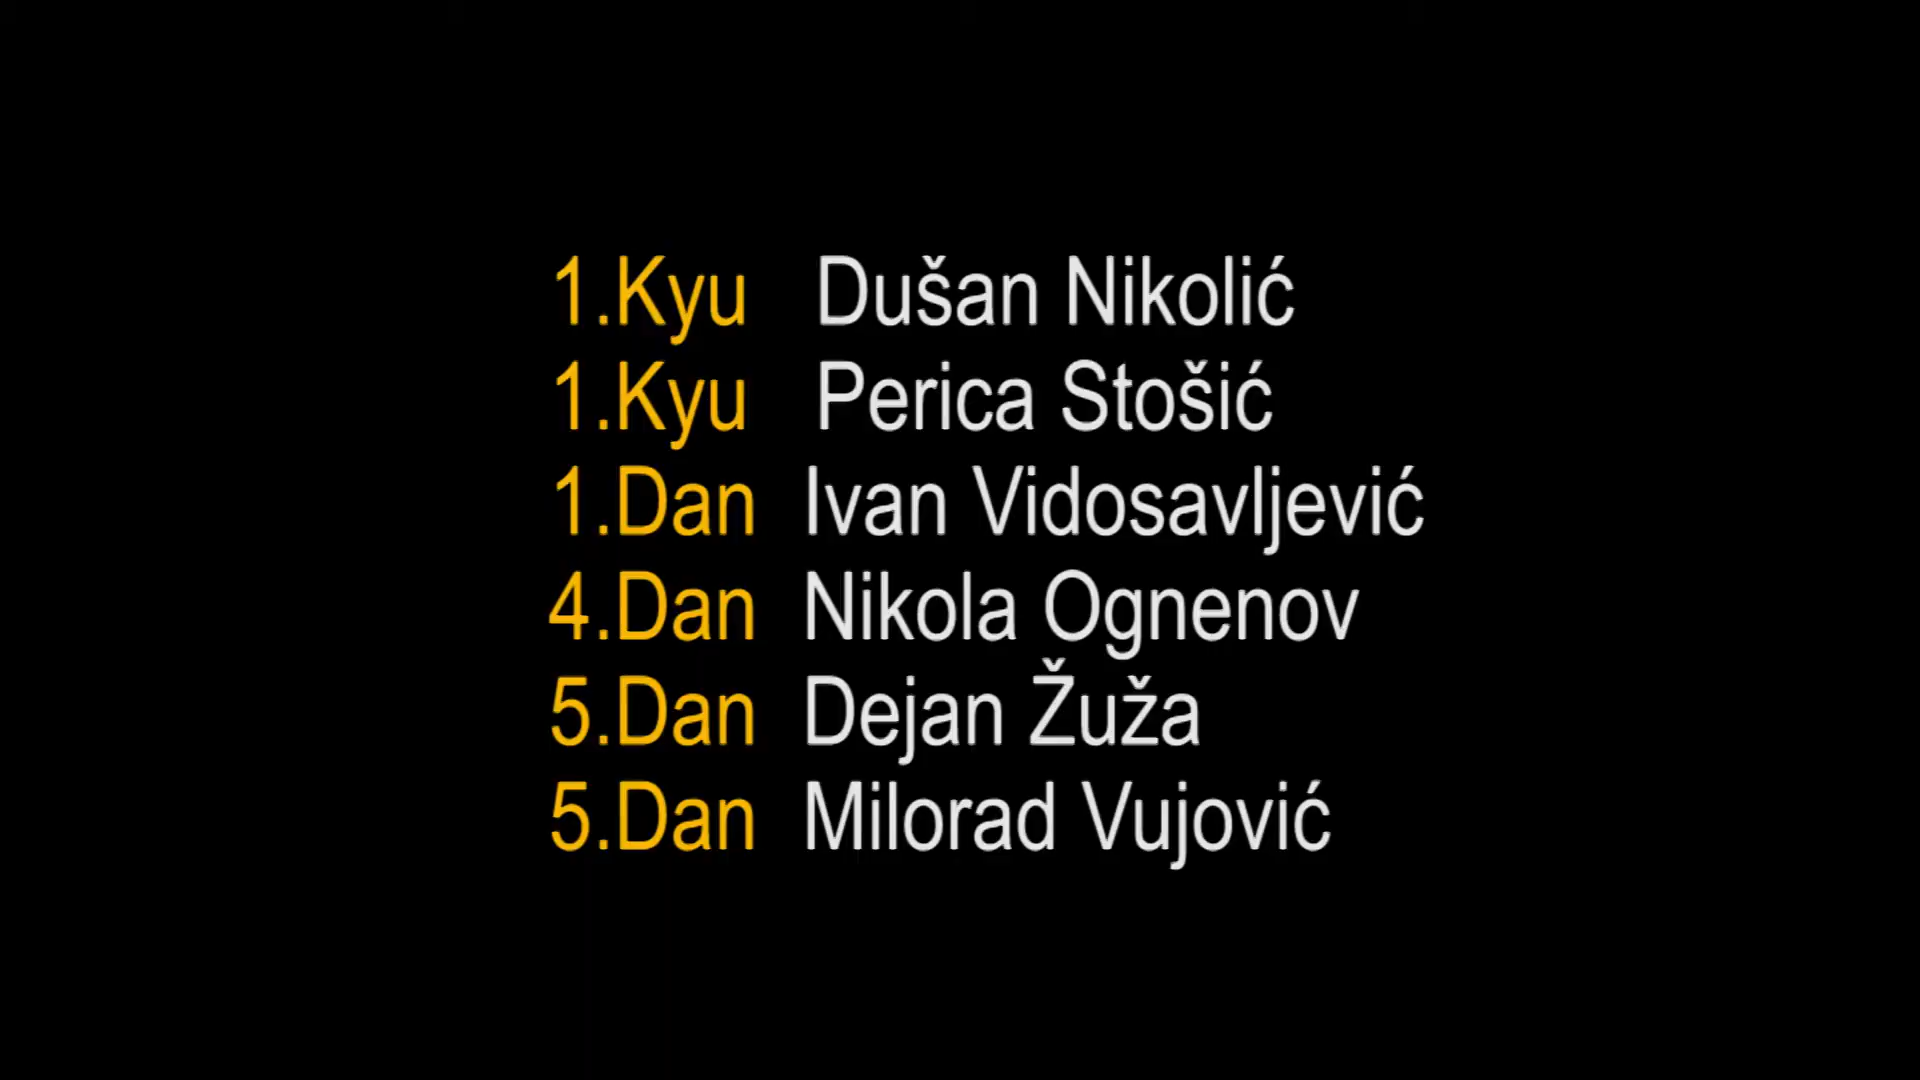 1.Kyu Dušan Nikolić
1.Kyu Perica Stošić
1.Dan Ivan Vidosavljević
4.Dan Nikola Ognenov
5.Dan Dejan Žuža
5.Dan Milorad Vujović